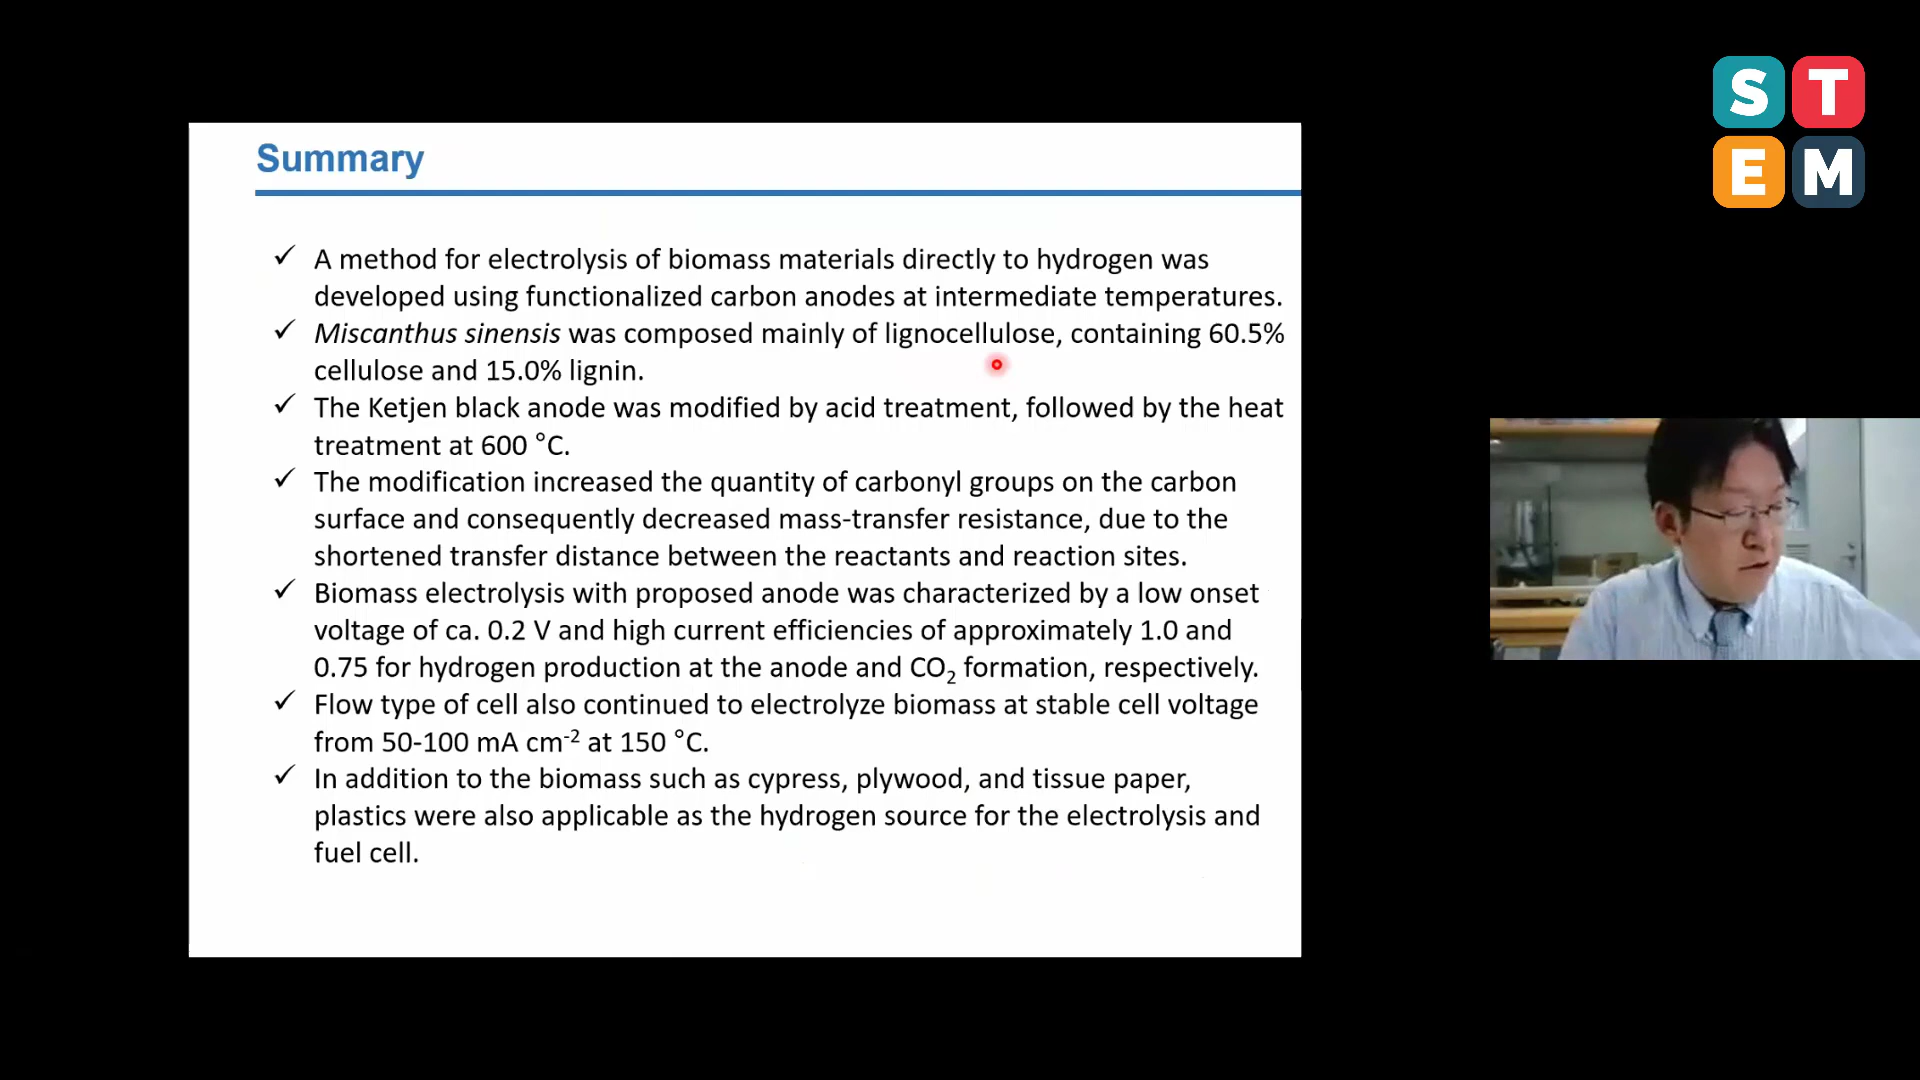 Summary
✓ A method for electrolysis of biomass materials directly to hydrogen was
developed using functionalized carbon anodes at intermediate temperatures.
✓ Miscanthus sinensis was composed mainly of lignocellulose, containing 60.5%
cellulose and 15.0% lignin.
✓ The Ketjen black anode was modified by acid treatment, followed by the heat
treatment at 600 °C.
✓ The modification increased the quantity of carbonyl groups on the carbon
surface and consequently decreased mass-transfer resistance, due to the
shortened transfer distance between the reactants and reaction sites.
✓ Biomass electrolysis with proposed anode was characterized by a low onset
voltage of ca. 0.2 V and high current efficiencies of approximately 1.0 and
0.75 for hydrogen production at the anode and CO₂ formation, respectively.
✓ Flow type of cell also continued to electrolyze biomass at stable cell voltage
from 50-100 mA cm⁻² at 150 °C.
✓ In addition to the biomass such as cypress, plywood, and tissue paper,
plastics were also applicable as the hydrogen source for the electrolysis and
fuel cell.
S T
E M